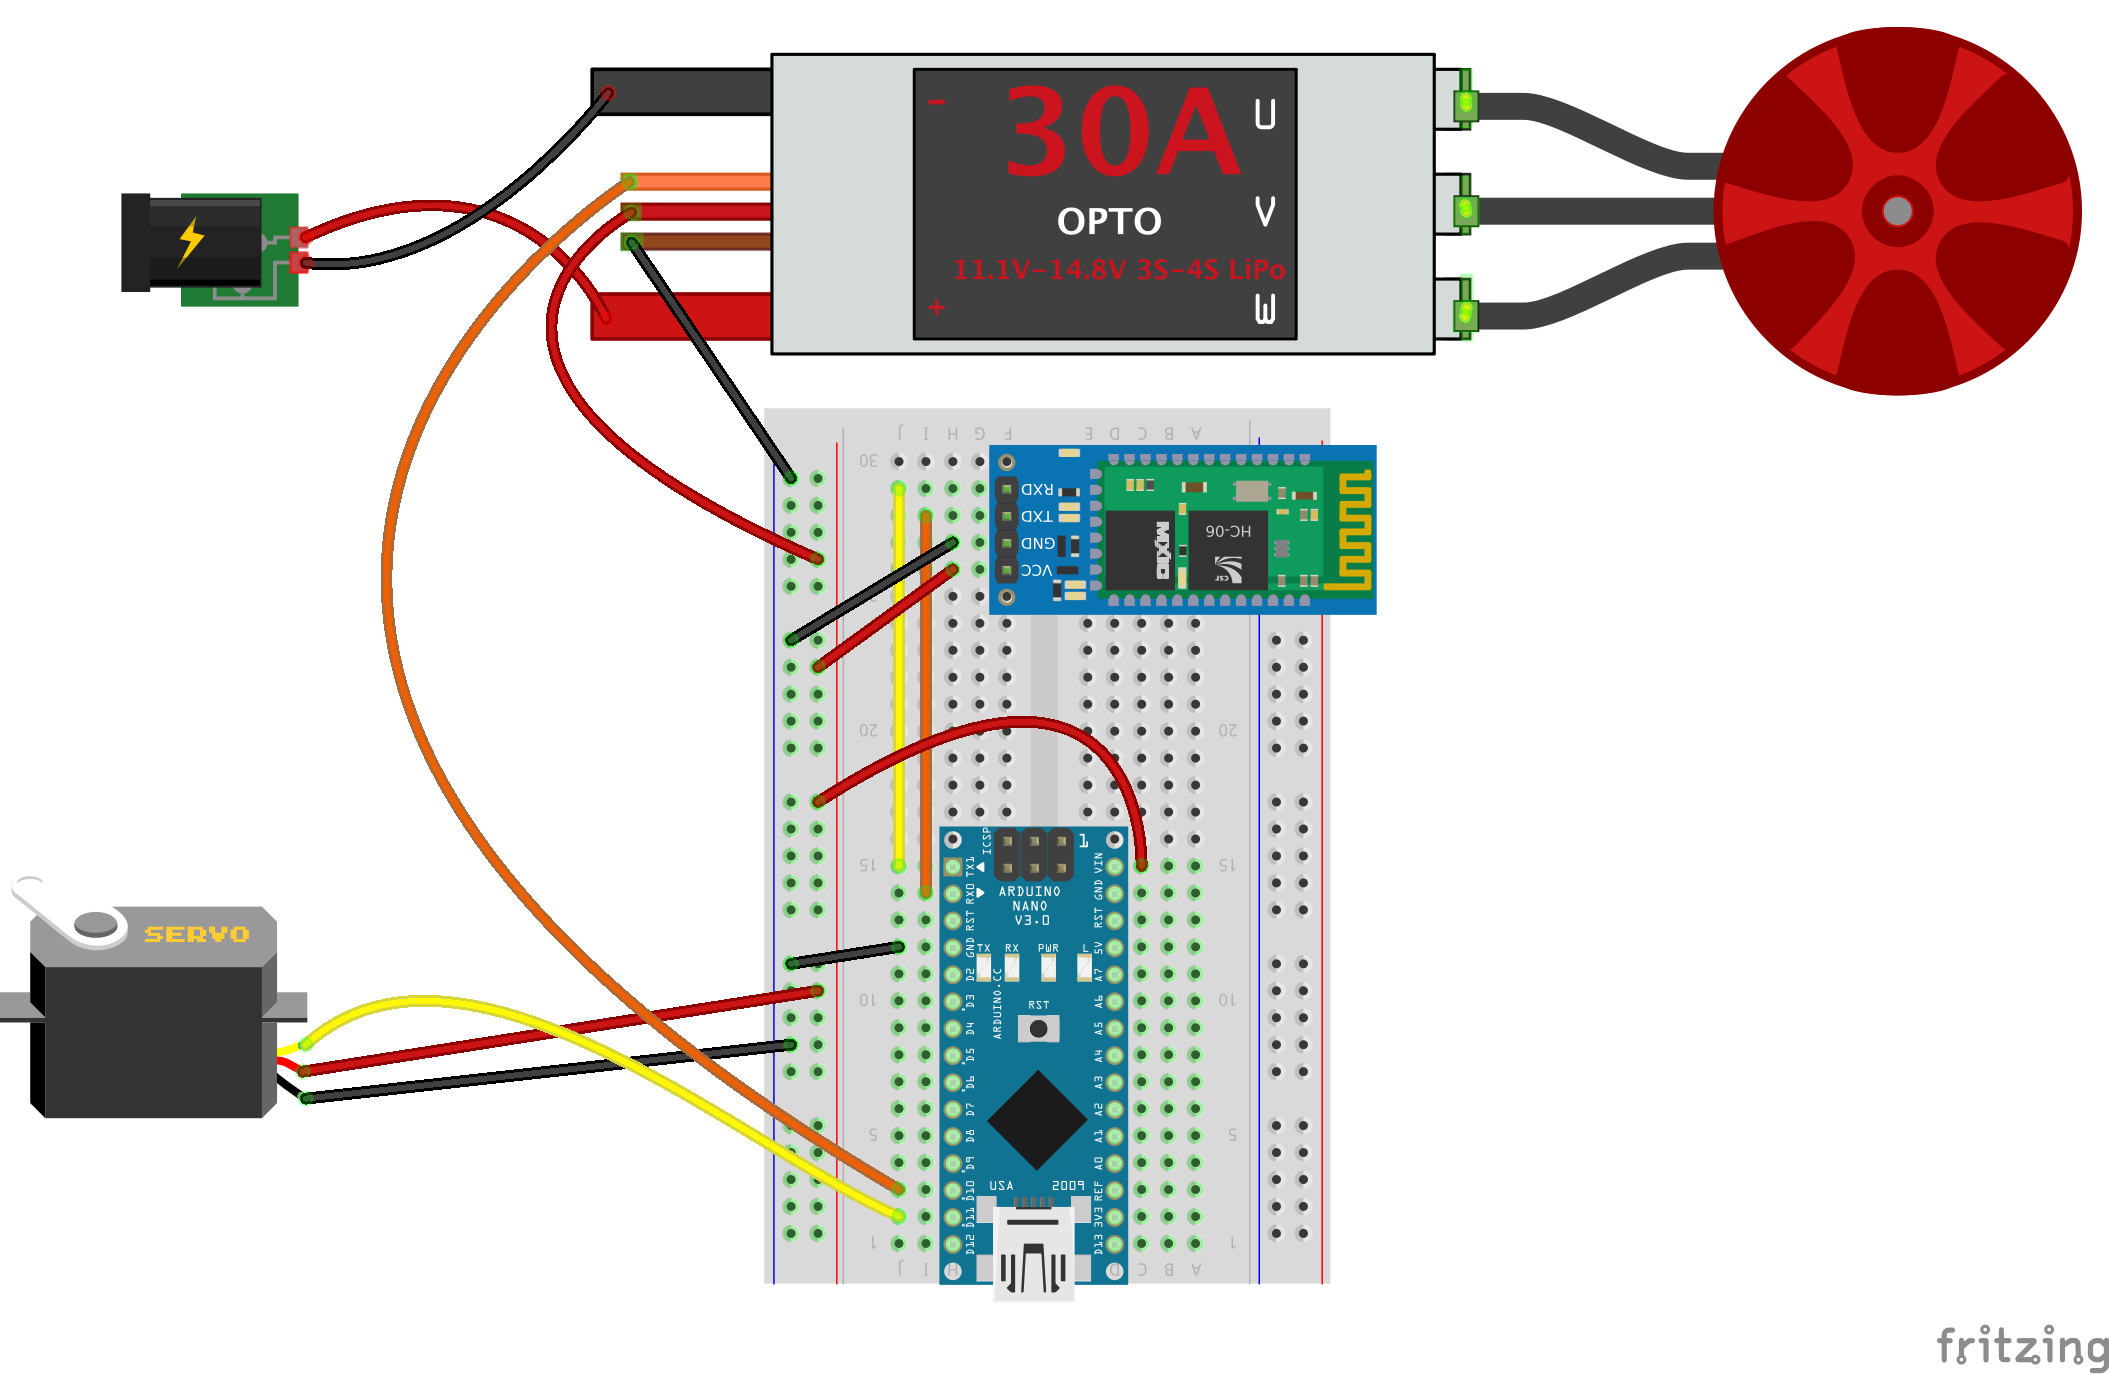 - 30A U
OPTO V
11.1V-14.8V 3S-4S LiPo
+ W
J I H G F E D C B A
30
RXD
TXD
GND
VCC
HC-06
MXIC
csr
20 20
15 15
10 10
5 5
1 1
ICSP 1
ARDUINO
NANO
V3.0
TX RX PWR L
ARDUINO.CC
RST
USA 2009
TX1
RX0
RST
GND
D2
D3
D4
D5
D6
D7
D8
D9
D10
D11
D12
VIN
GND
RST
5V
A7
A6
A5
A4
A3
A2
A1
A0
REF
3V3
D13
J I H D C B A
SERVO
fritzing